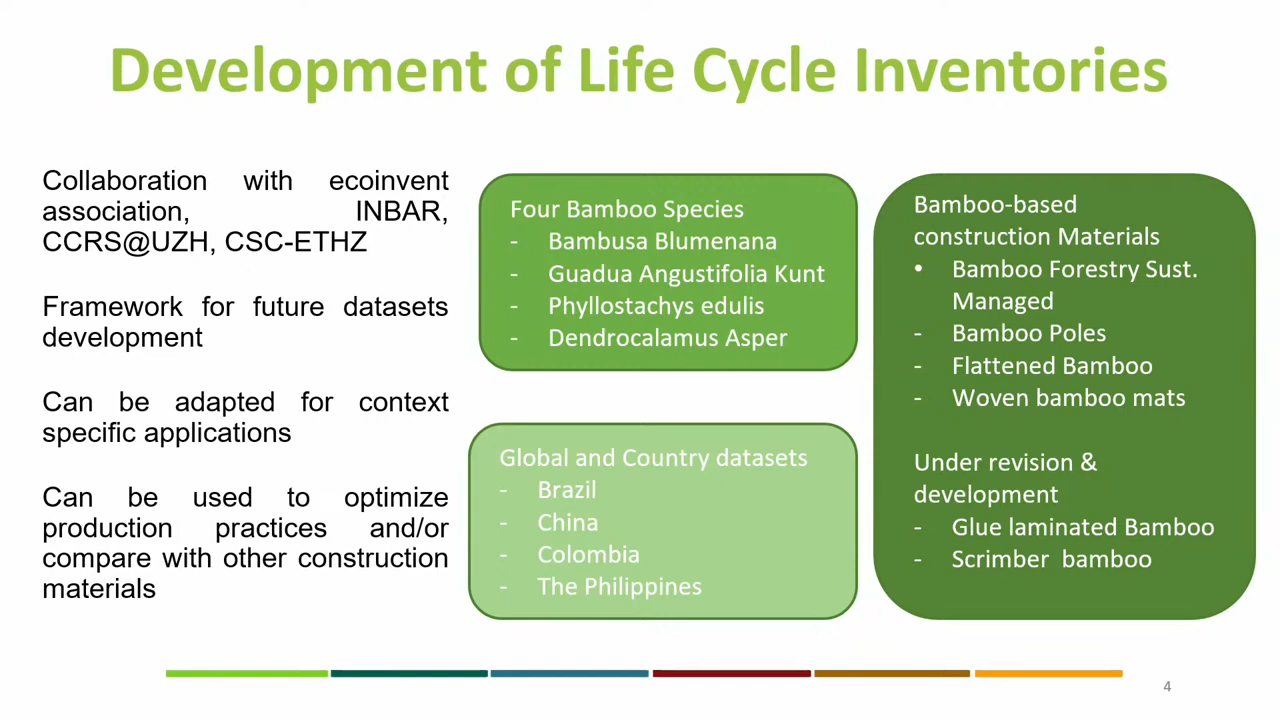 Development of Life Cycle Inventories
Collaboration with ecoinvent
association, INBAR,
CCRS@UZH, CSC-ETHZ
Framework for future datasets
development
Can be adapted for context
specific applications
Can be used to optimize
production practices and/or
compare with other construction
materials
Four Bamboo Species
- Bambusa Blumenana
- Guadua Angustifolia Kunt
- Phyllostachys edulis
- Dendrocalamus Asper
Global and Country datasets
- Brazil
- China
- Colombia
- The Philippines
Bamboo-based
construction Materials
• Bamboo Forestry Sust.
Managed
- Bamboo Poles
- Flattened Bamboo
- Woven bamboo mats
Under revision &
development
- Glue laminated Bamboo
- Scrimber bamboo
4